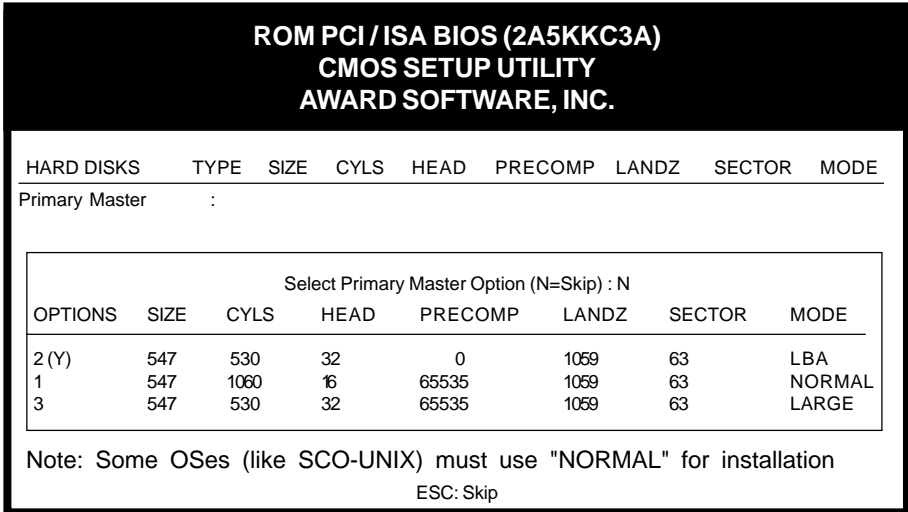 ROM PCI / ISA BIOS (2A5KKC3A)
CMOS SETUP UTILITY
AWARD SOFTWARE, INC.
HARD DISKS TYPE SIZE CYLS HEAD PRECOMP LANDZ SECTOR MODE
Primary Master :
Select Primary Master Option (N=Skip) : N
OPTIONS SIZE CYLS HEAD PRECOMP LANDZ SECTOR MODE
2 (Y) 547 530 32 0 1059 63 LBA
1 547 1060 16 65535 1059 63 NORMAL
3 547 530 32 65535 1059 63 LARGE
Note: Some OSes (like SCO-UNIX) must use "NORMAL" for installation
ESC: Skip